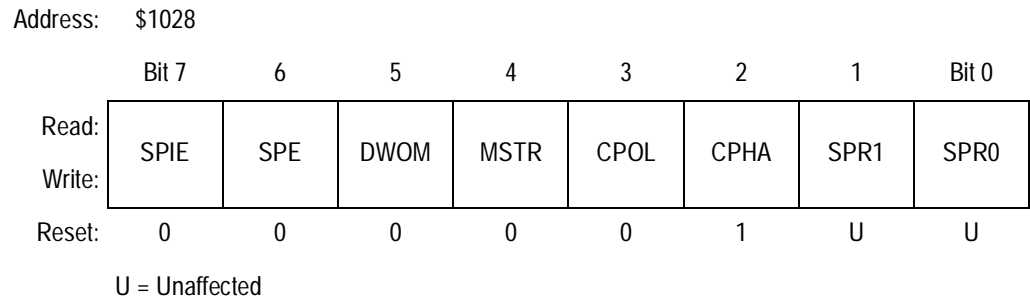 Address: $1028
Bit 7 6 5 4 3 2 1 Bit 0
Read:
SPIE SPE DWOM MSTR CPOL CPHA SPR1 SPR0
Write:
Reset: 0 0 0 0 0 1 U U
U = Unaffected